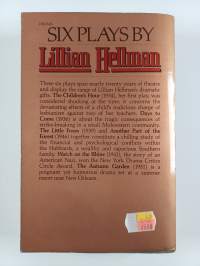 DRAMA
SIX PLAYS BY
Lillian Hellman
These six plays span nearly twenty years of theatre and
display the range of Lillian Hellman's dramatic
gifts. The Children's Hour (1934), her first play, was
considered shocking at the time; it concerns the
devastating effects of a child's malicious charge of
lesbianism against two of her teachers. Days to
Come (1936) is about the tragic consequences of
strike-breaking in a small Midwestern community.
The Little Foxes (1939) and Another Part of the
Forest (1946) together constitute a chilling study of
the financial and psychological conflicts within
the Hubbards, a wealthy and rapacious Southern
family. Watch on the Rhine (1941), the story of an
American Nazi, won the New York Drama Critics
Circle Award. The Autumn Garden (1951) is a
poignant yet humorous drama set at a summer
resort near New Orleans.